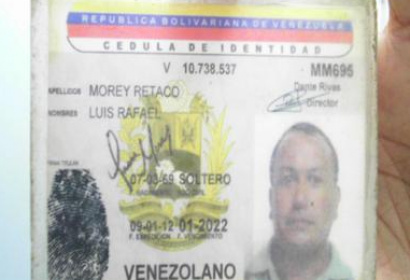 REPUBLICA BOLIVARIANA DE VENEZUELA
CEDULA DE IDENTIDAD
V 10.738.537 MM695
Dante Rivas
Director
APELLIDOS MOREY RETACO
NOMBRES LUIS RAFAEL
07-03-69 SOLTERO
09-01-12 01-2022
F. EXPEDICION F. VENCIMIENTO
VENEZOLANO